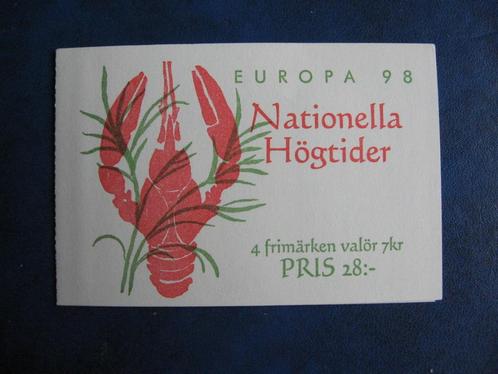 EUROPA 98
Nationella
Högtider
4 frimärken valör 7kr
PRIS 28:-